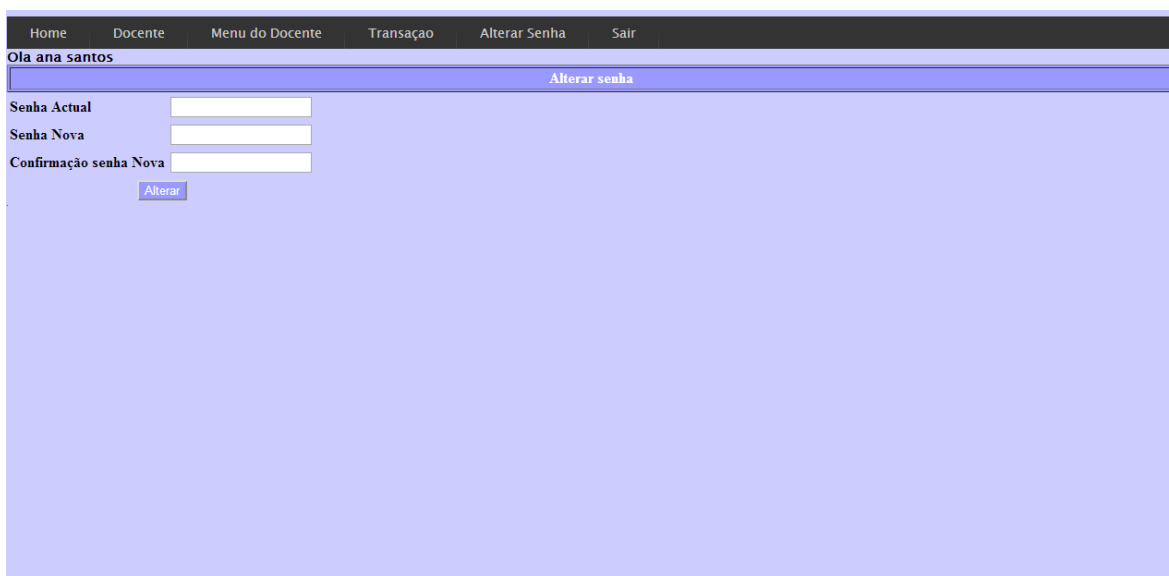 Home Docente Menu do Docente Transaçao Alterar Senha Sair
Ola ana santos
Alterar senha
Senha Actual
Senha Nova
Confirmação senha Nova
Alterar